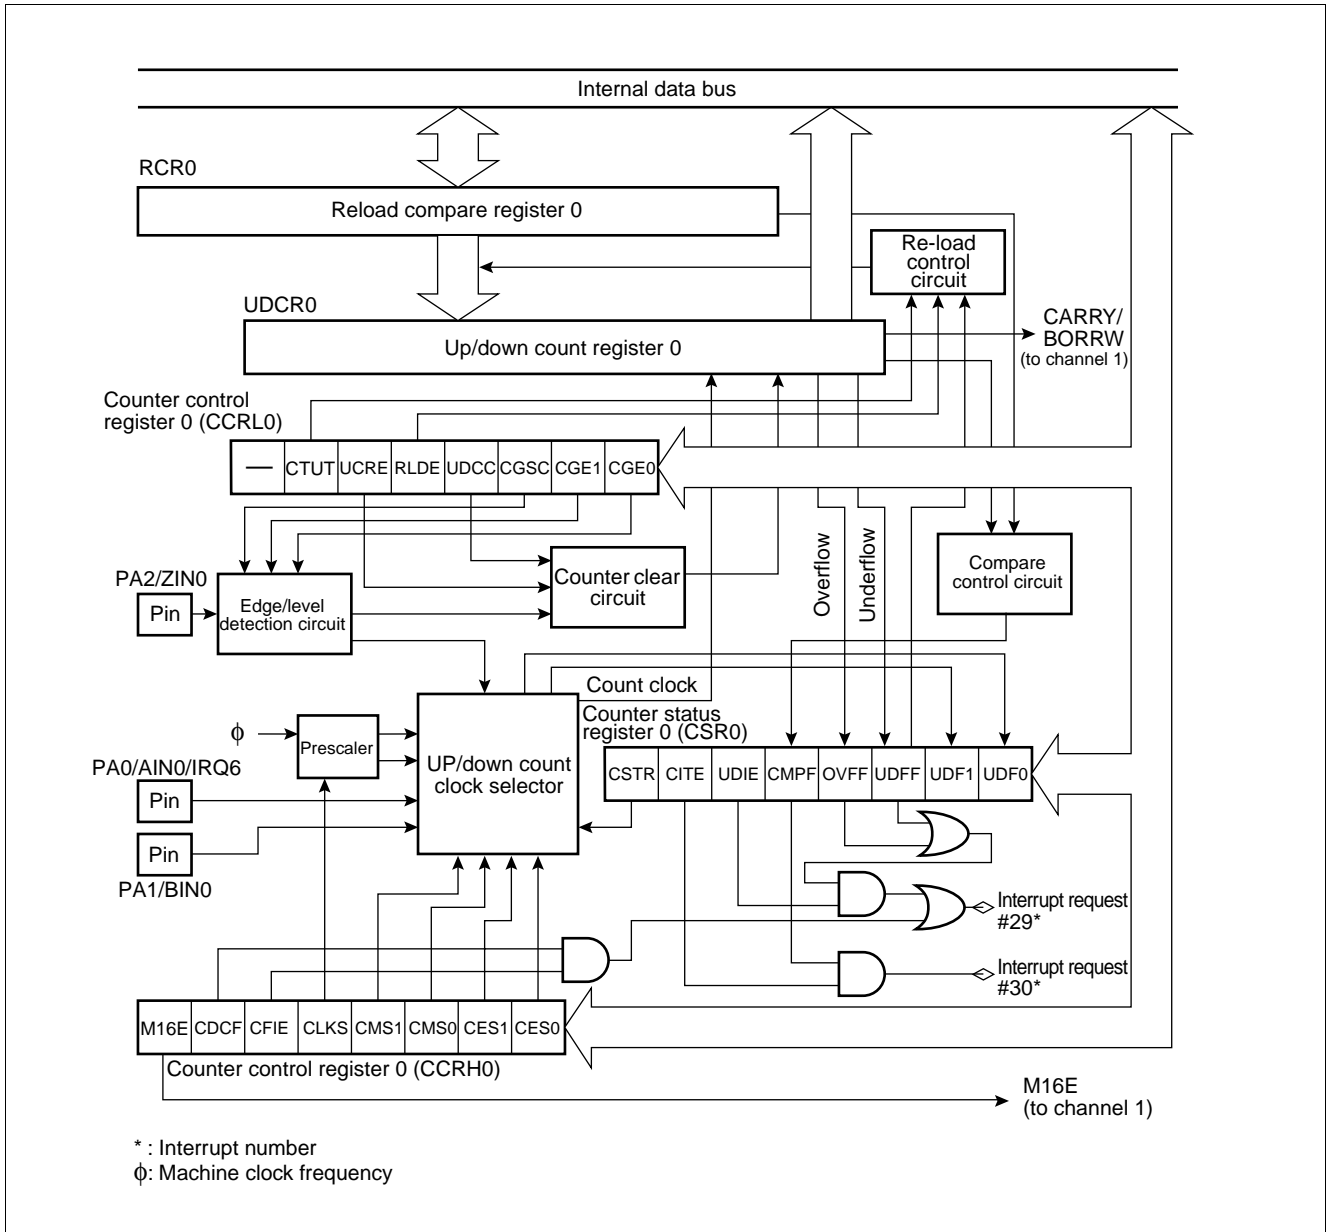 Internal data bus
RCR0
Reload compare register 0
Re-load
control
circuit
UDCR0
CARRY/
BORRW
(to channel 1)
Up/down count register 0
Counter control
register 0 (CCRL0)
— CTUT UCRE RLDE UDCC CGSC CGE1 CGE0
Overflow
Underflow
Compare
control circuit
PA2/ZIN0
Pin
Edge/level
detection circuit
Counter clear
circuit
Count clock
Counter status
register 0 (CSR0)
ϕ
Prescaler
UP/down count
clock selector
CSTR CITE UDIE CMPF OVFF UDFF UDF1 UDF0
PA0/AIN0/IRQ6
Pin
Pin
PA1/BIN0
Interrupt request
#29*
Interrupt request
#30*
M16E CDCF CFIE CLKS CMS1 CMS0 CES1 CES0
Counter control register 0 (CCRH0)
M16E
(to channel 1)
* : Interrupt number
ϕ: Machine clock frequency